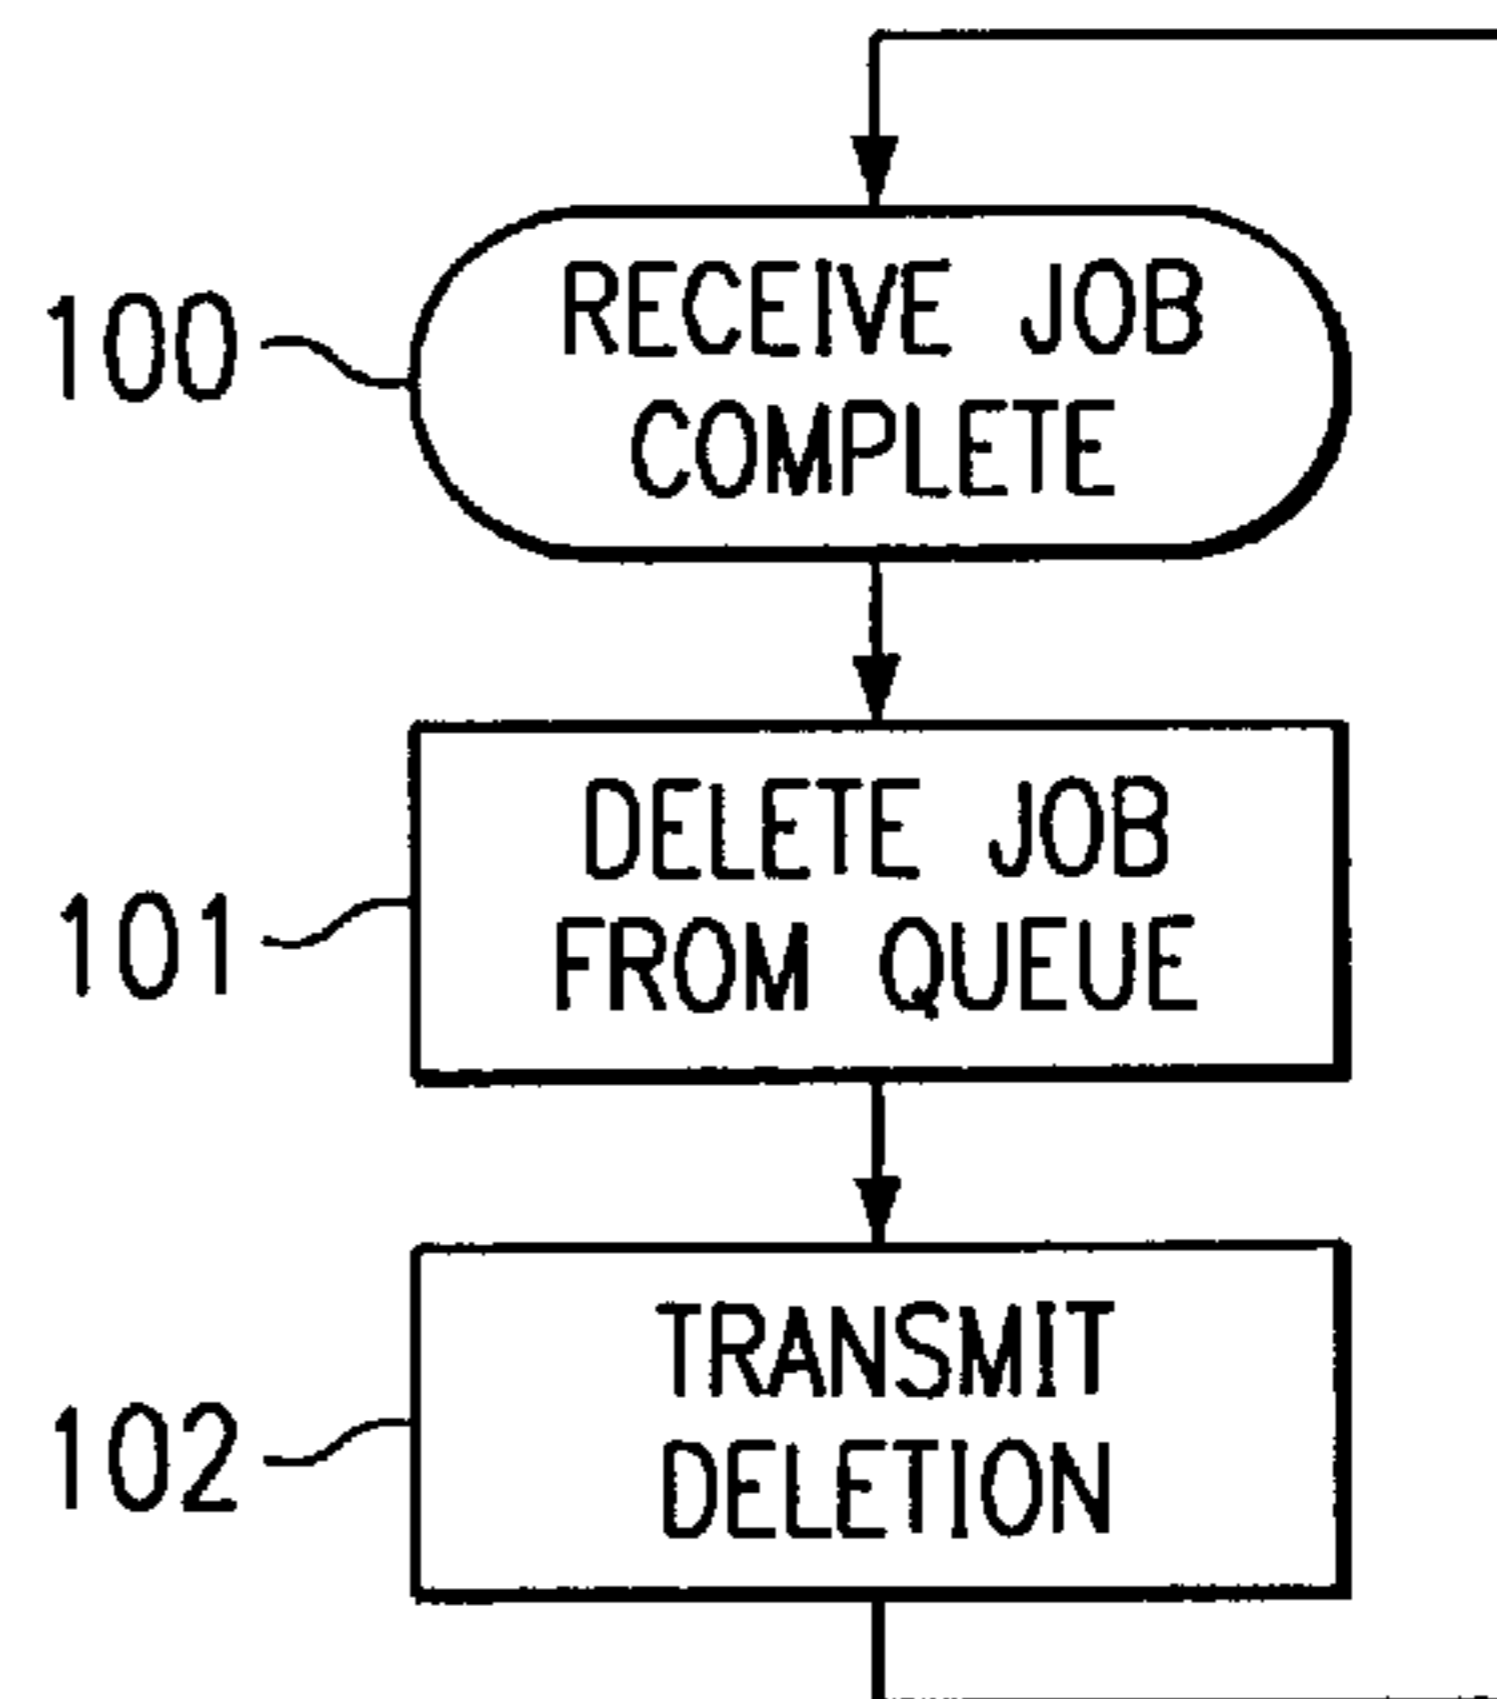 100
RECEIVE JOB
COMPLETE
101
DELETE JOB
FROM QUEUE
102
TRANSMIT
DELETION